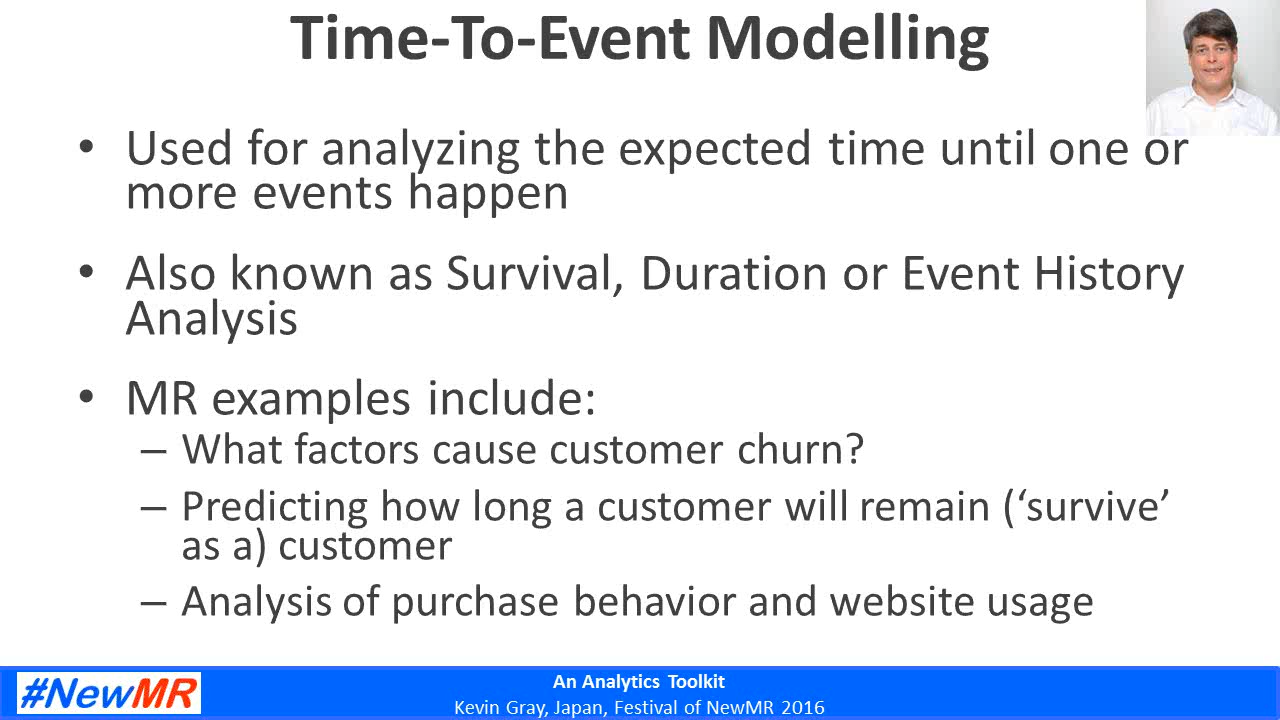 Time-To-Event Modelling
• Used for analyzing the expected time until one or
more events happen
• Also known as Survival, Duration or Event History
Analysis
• MR examples include:
– What factors cause customer churn?
– Predicting how long a customer will remain (‘survive’
as a) customer
– Analysis of purchase behavior and website usage
#NewMR
An Analytics Toolkit
Kevin Gray, Japan, Festival of NewMR 2016